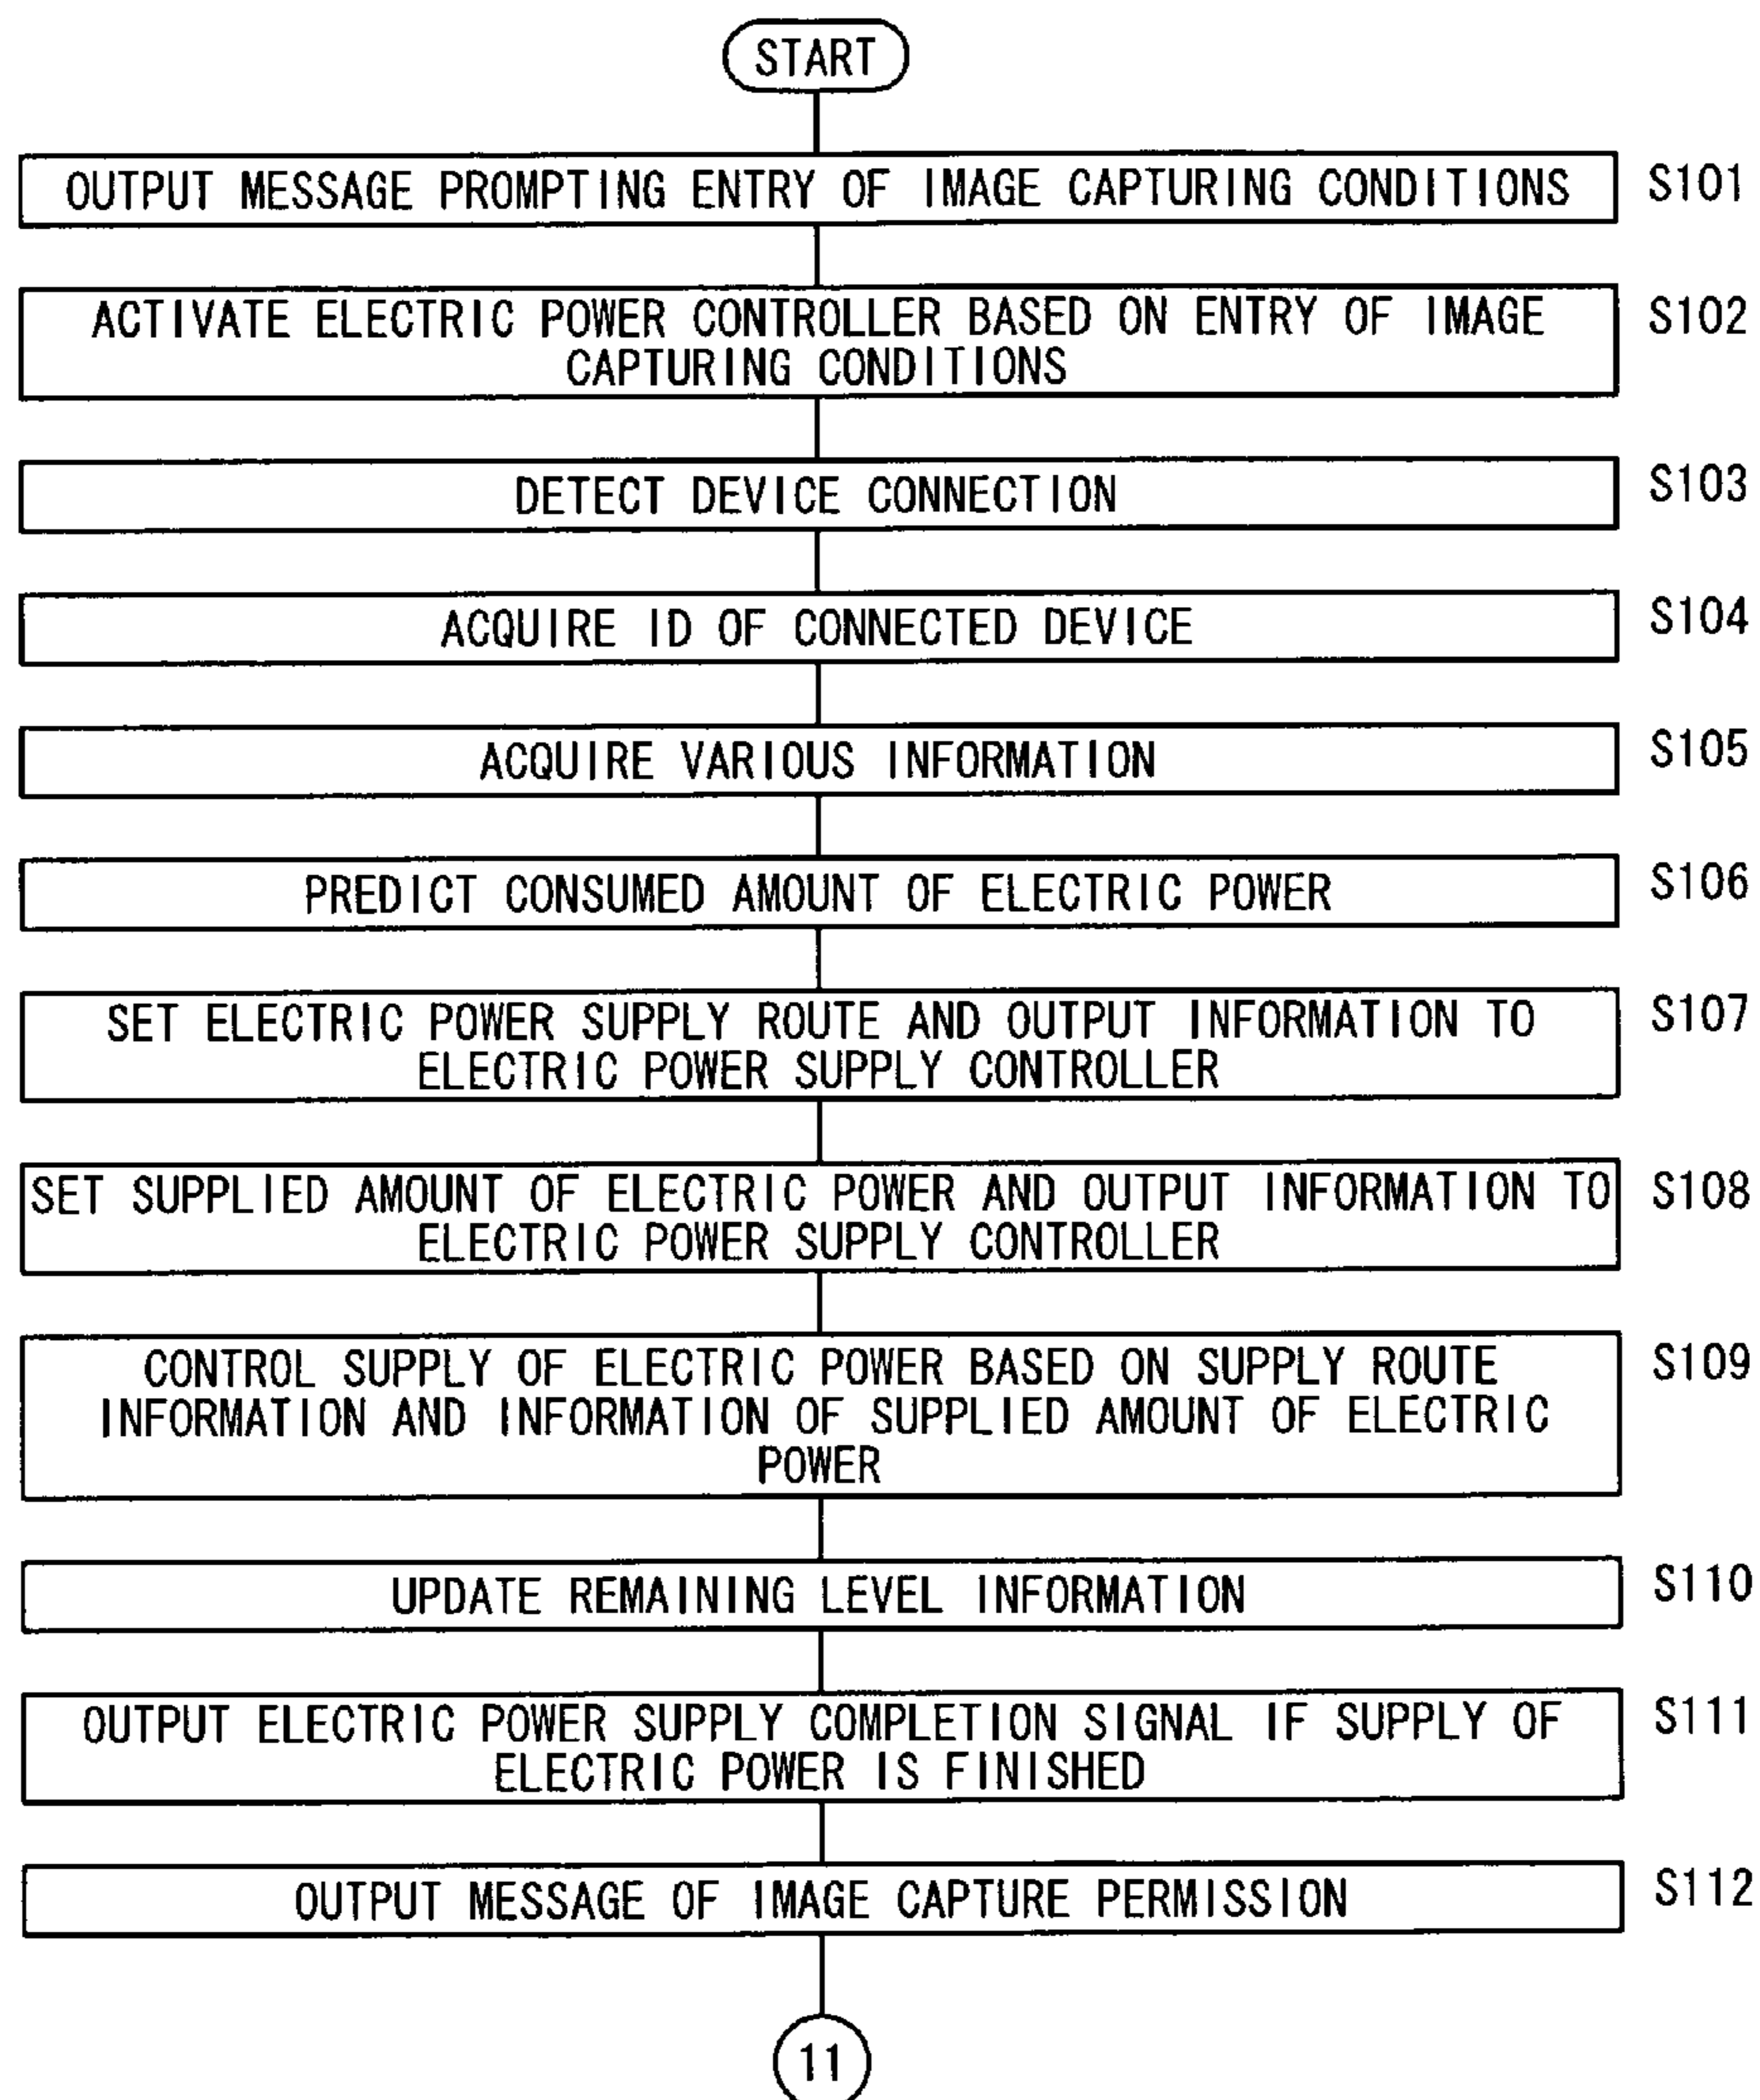 START
OUTPUT MESSAGE PROMPTING ENTRY OF IMAGE CAPTURING CONDITIONS
S101
ACTIVATE ELECTRIC POWER CONTROLLER BASED ON ENTRY OF IMAGE
CAPTURING CONDITIONS
S102
DETECT DEVICE CONNECTION
S103
ACQUIRE ID OF CONNECTED DEVICE
S104
ACQUIRE VARIOUS INFORMATION
S105
PREDICT CONSUMED AMOUNT OF ELECTRIC POWER
S106
SET ELECTRIC POWER SUPPLY ROUTE AND OUTPUT INFORMATION TO
ELECTRIC POWER SUPPLY CONTROLLER
S107
SET SUPPLIED AMOUNT OF ELECTRIC POWER AND OUTPUT INFORMATION TO
ELECTRIC POWER SUPPLY CONTROLLER
S108
CONTROL SUPPLY OF ELECTRIC POWER BASED ON SUPPLY ROUTE
INFORMATION AND INFORMATION OF SUPPLIED AMOUNT OF ELECTRIC
POWER
S109
UPDATE REMAINING LEVEL INFORMATION
S110
OUTPUT ELECTRIC POWER SUPPLY COMPLETION SIGNAL IF SUPPLY OF
ELECTRIC POWER IS FINISHED
S111
OUTPUT MESSAGE OF IMAGE CAPTURE PERMISSION
S112
11